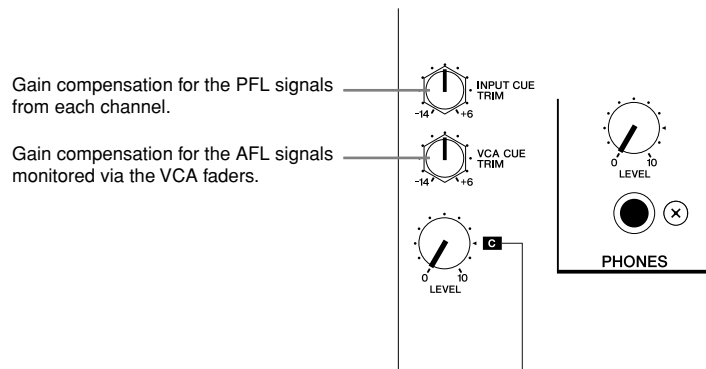 Gain compensation for the PFL signals
from each channel.
Gain compensation for the AFL signals
monitored via the VCA faders.
INPUT CUE
TRIM
-14 +6
VCA CUE
TRIM
-14 +6
C
0 10
LEVEL
0 10
LEVEL
PHONES